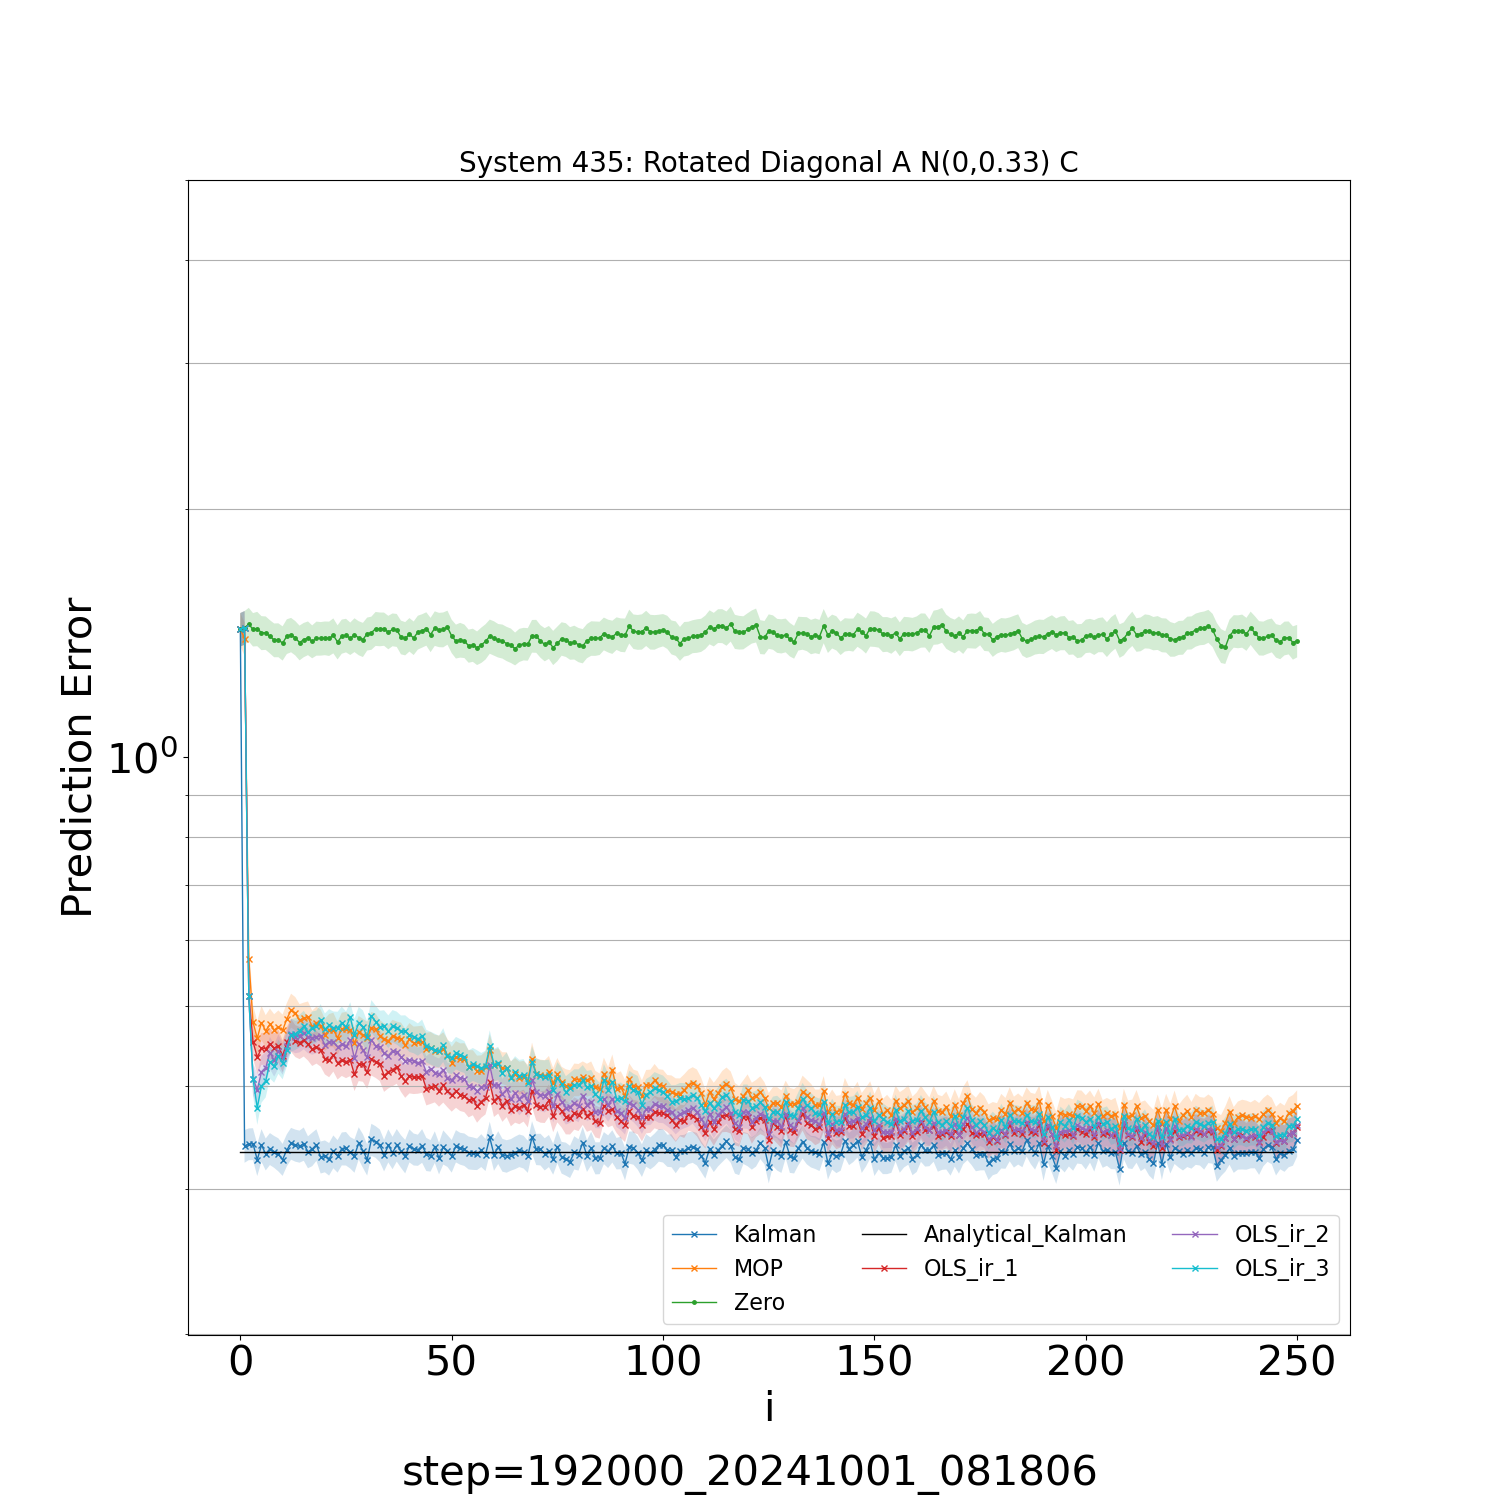 System 435: Rotated Diagonal A N(0,0.33) C
Prediction Error
10⁰
Kalman
MOP
Zero
Analytical_Kalman
OLS_ir_1
OLS_ir_2
OLS_ir_3
0 50 100 150 200 250
i
step=192000_20241001_081806